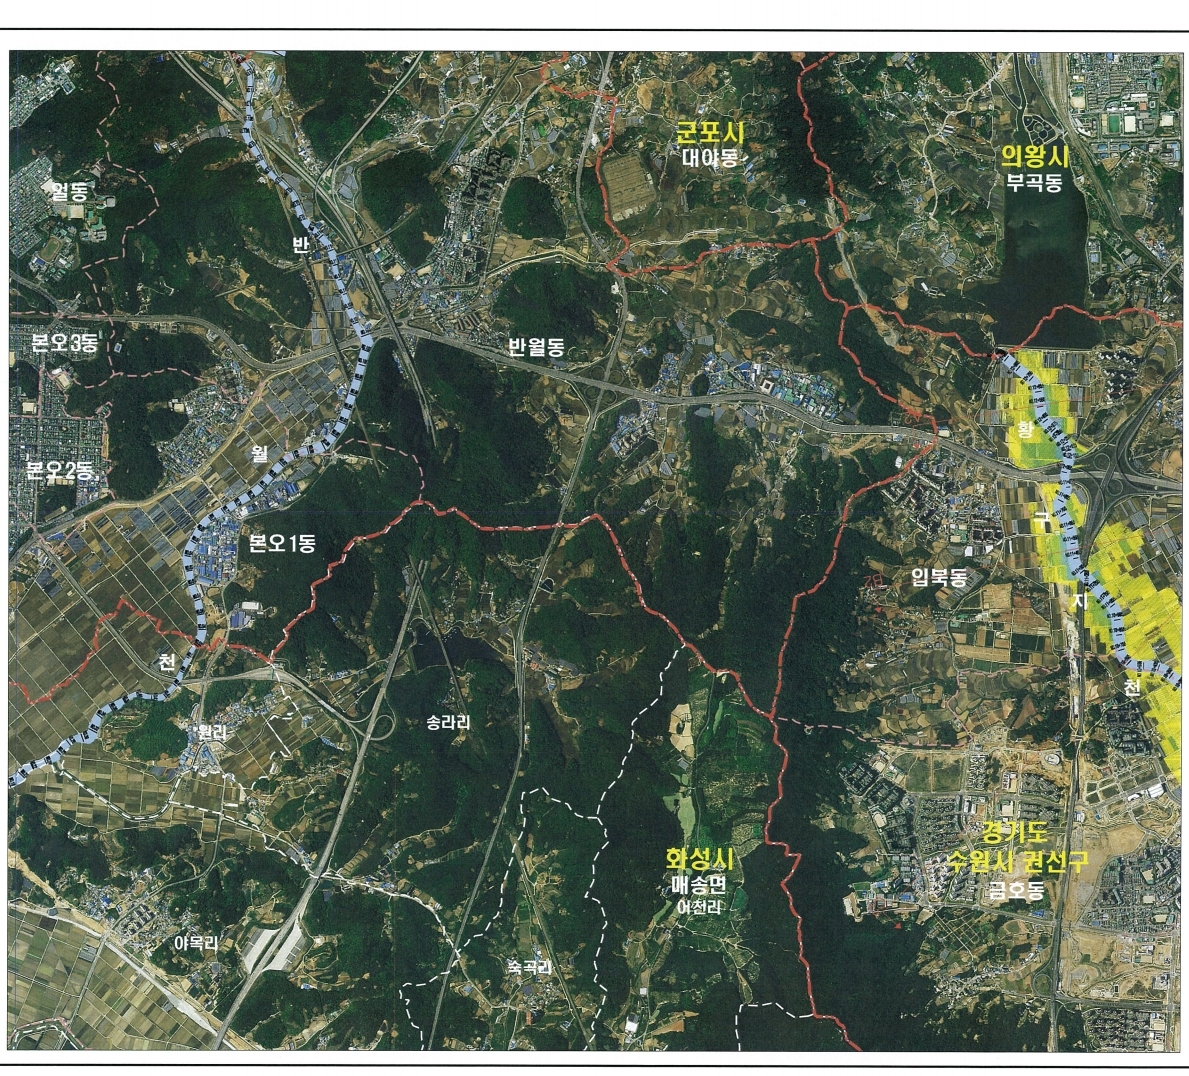 군포시
대야동
의왕시
부곡동
월동
반
본오3동
반월동
황
월
본오2동
구
본오1동
입북동
지
천
천
원리
송라리
경기도
수원시 권선구
금호동
화성시
매송면
어천리
야목리
숙곡리